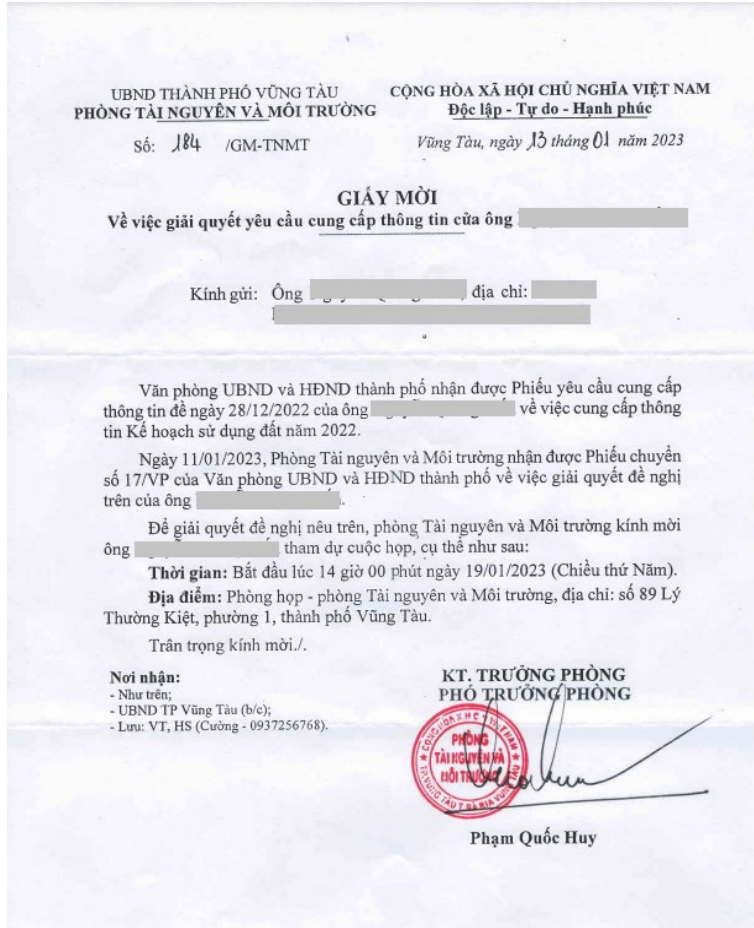 UBND THÀNH PHỐ VŨNG TÀU
PHÒNG TÀI NGUYÊN VÀ MÔI TRƯỜNG
Số: 184 /GM-TNMT
CỘNG HÒA XÃ HỘI CHỦ NGHĨA VIỆT NAM
Độc lập - Tự do - Hạnh phúc
Vũng Tàu, ngày 13 tháng 01 năm 2023
GIẤY MỜI
Về việc giải quyết yêu cầu cung cấp thông tin của ông
Kính gửi: Ông địa chỉ:
Văn phòng UBND và HĐND thành phố nhận được Phiếu yêu cầu cung cấp
thông tin đề ngày 28/12/2022 của ông về việc cung cấp thông
tin Kế hoạch sử dụng đất năm 2022.
Ngày 11/01/2023, Phòng Tài nguyên và Môi trường nhận được Phiếu chuyển
số 17/VP của Văn phòng UBND và HĐND thành phố về việc giải quyết đề nghị
trên của ông .
Để giải quyết đề nghị nêu trên, phòng Tài nguyên và Môi trường kính mời
ông tham dự cuộc họp, cụ thể như sau:
Thời gian: Bắt đầu lúc 14 giờ 00 phút ngày 19/01/2023 (Chiều thứ Năm).
Địa điểm: Phòng họp - phòng Tài nguyên và Môi trường, địa chỉ: số 89 Lý
Thường Kiệt, phường 1, thành phố Vũng Tàu.
Trân trọng kính mời./.
Nơi nhận:
- Như trên;
- UBND TP Vũng Tàu (b/c);
- Lưu: VT, HS (Cường - 0937256768).
KT. TRƯỞNG PHÒNG
PHÓ TRƯỞNG PHÒNG
PHÒNG
TÀI NGUYÊN VÀ
MÔI TRƯỜNG
Phạm Quốc Huy